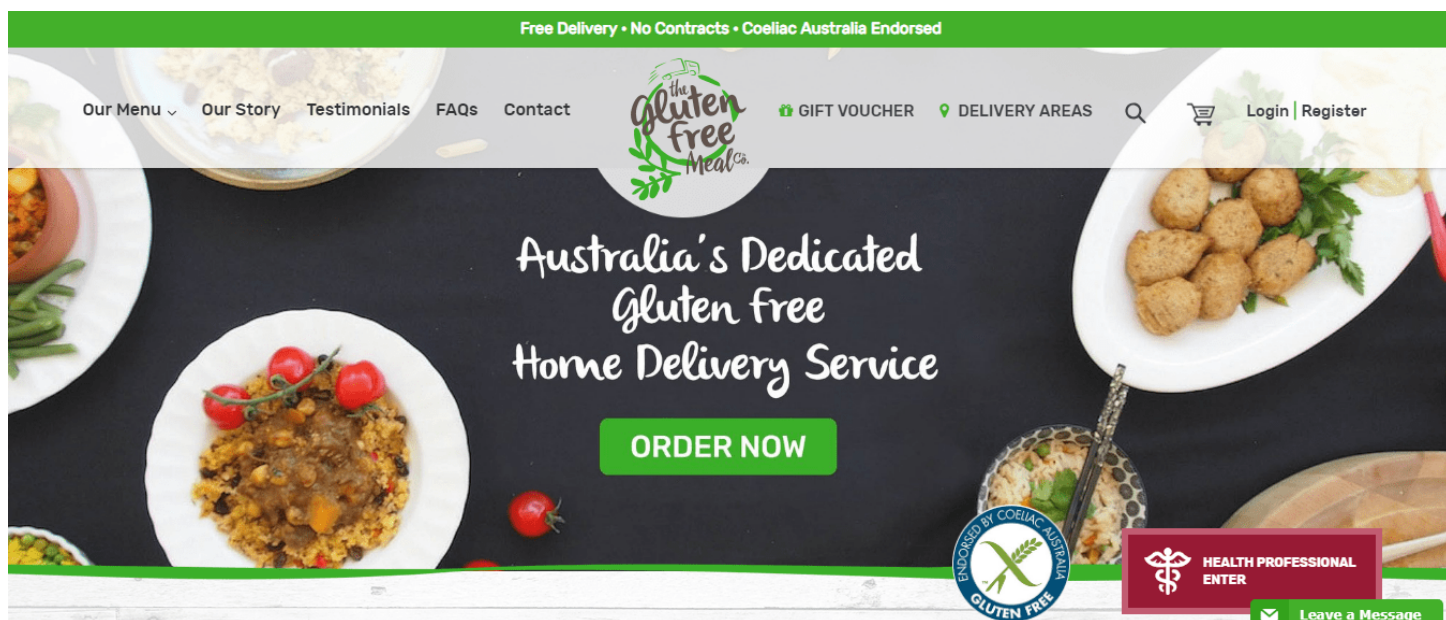 Free Delivery • No Contracts • Coeliac Australia Endorsed
Our Menu
Our Story
Testimonials
FAQs
Contact
the
Gluten
Free
Meal Co.
GIFT VOUCHER
DELIVERY AREAS
Login | Register
Australia's Dedicated
Gluten Free
Home Delivery Service
ORDER NOW
ENDORSED BY COELIAC AUSTRALIA
GLUTEN FREE
HEALTH PROFESSIONAL
ENTER
Leave a Message